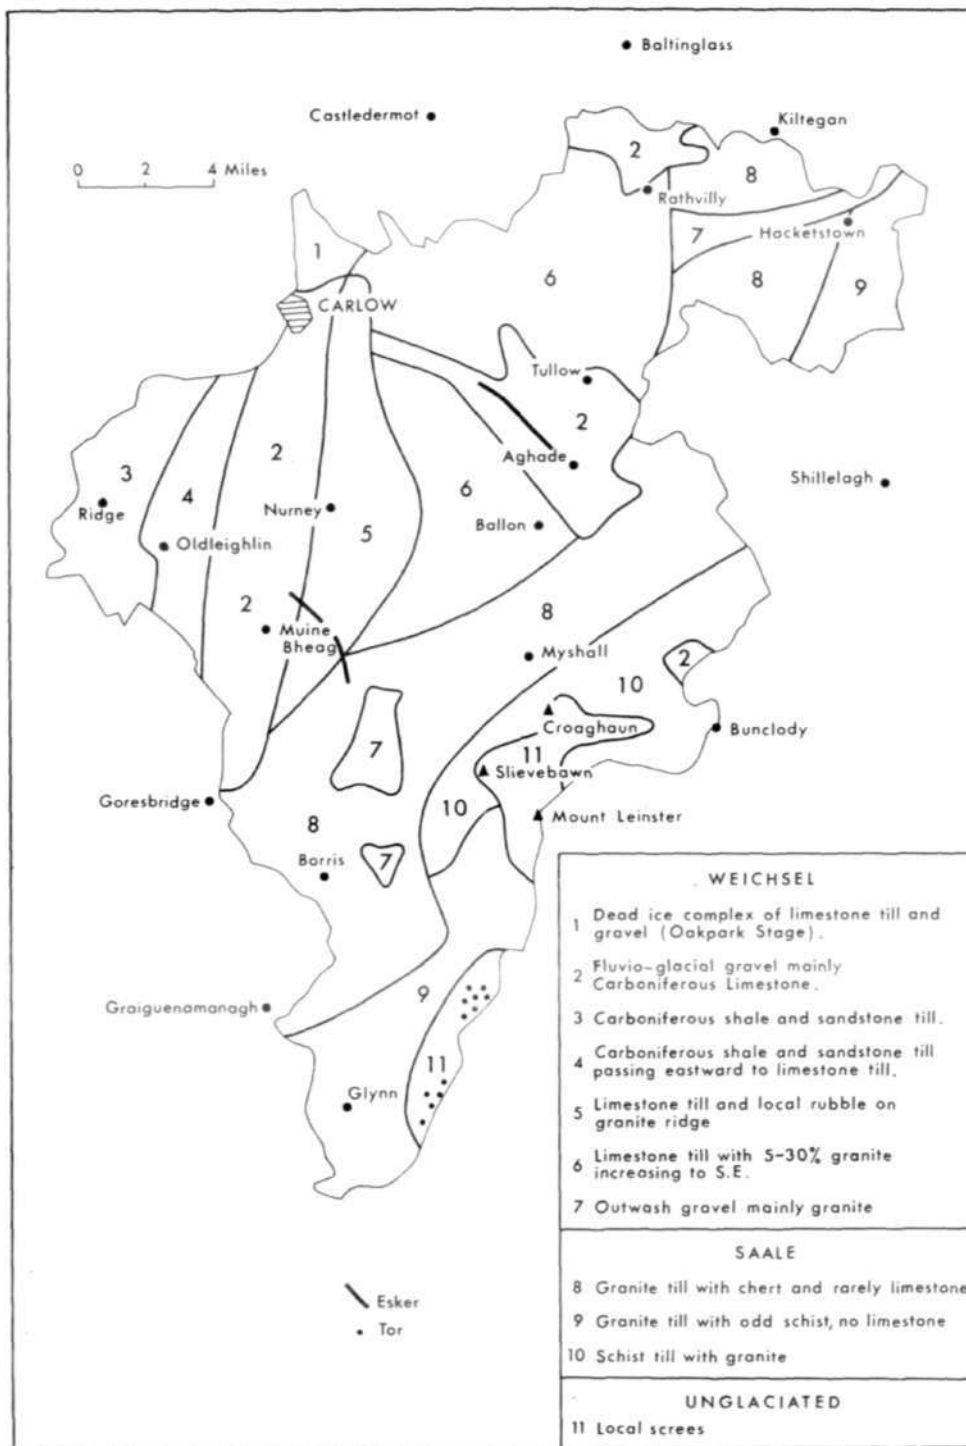 Baltinglass
Castledermot
Kiltegan
0 2 4 Miles
2
8
Rathvilly
1
7
Hacketstown
6
8
9
CARLOW
Tullow
2
3
2
Aghade
4
6
Shillelagh
Ridge
Nurney
5
Ballon
Oldleighlin
2
8
Muine
Bheag
Myshall
2
10
Croaghaun
Bunclody
7
11
Slievebawn
Goresbridge
10
Mount Leinster
8
Borris
7
Graiguenamanagh
9
11
Glynn
Esker
Tor
WEICHSEL
1 Dead ice complex of limestone till and
gravel (Oakpark Stage).
2 Fluvio-glacial gravel mainly
Carboniferous Limestone.
3 Carboniferous shale and sandstone till.
4 Carboniferous shale and sandstone till
passing eastward to limestone till.
5 Limestone till and local rubble on
granite ridge
6 Limestone till with 5-30% granite
increasing to S.E.
7 Outwash gravel mainly granite
SAALE
8 Granite till with chert and rarely limestone
9 Granite till with odd schist, no limestone
10 Schist till with granite
UNGLACIATED
11 Local screes